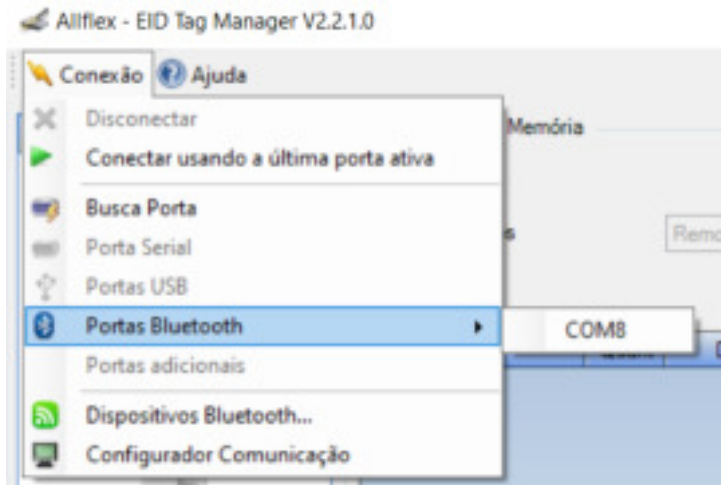 Allflex - EID Tag Manager V2.2.1.0
Conexão Ajuda
Disconectar
Memória
Conectar usando a última porta ativa
Busca Porta
Porta Serial
Remo
Portas USB
Portas Bluetooth COM8
Portas adicionais
Dispositivos Bluetooth...
Configurador Comunicação